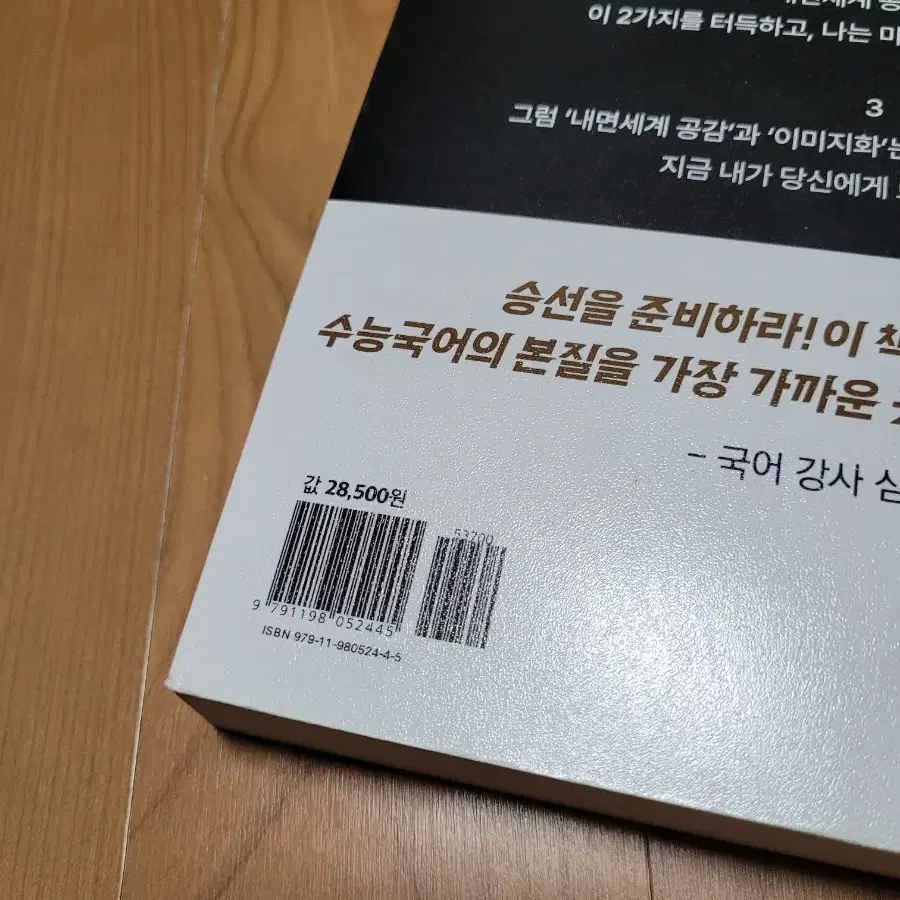 이 2가지를 터득하고, 나는
3
그럼 '내면세계 공감'과 '이미지화'는
지금 내가 당신에게
승선을 준비하라! 이 책
수능국어의 본질을 가장 가까운
- 국어 강사 심
값 28,500원
53700
9 791198 052445
ISBN 979-11-980524-4-5